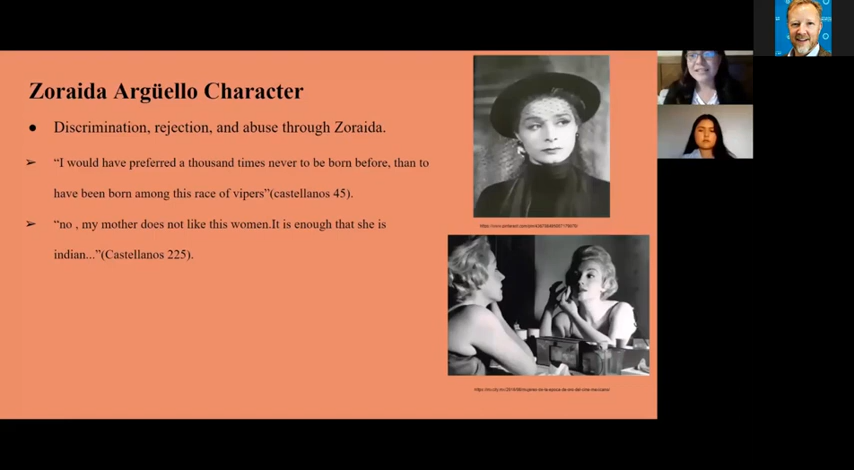 Zoraida Argüello Character
● Discrimination, rejection, and abuse through Zoraida.
➢ “I would have preferred a thousand times never to be born before, than to
have been born among this race of vipers”(castellanos 45).
➢ “no , my mother does not like this women.It is enough that she is
indian...”(Castellanos 225).